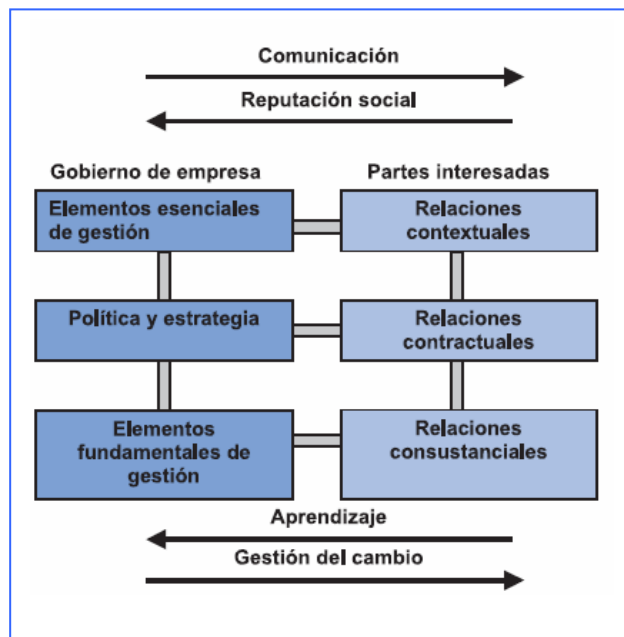 Comunicación
Reputación social
Gobierno de empresa
Partes interesadas
Elementos esenciales
de gestión
Relaciones
contextuales
Política y estrategia
Relaciones
contractuales
Elementos
fundamentales de
gestión
Relaciones
consustanciales
Aprendizaje
Gestión del cambio